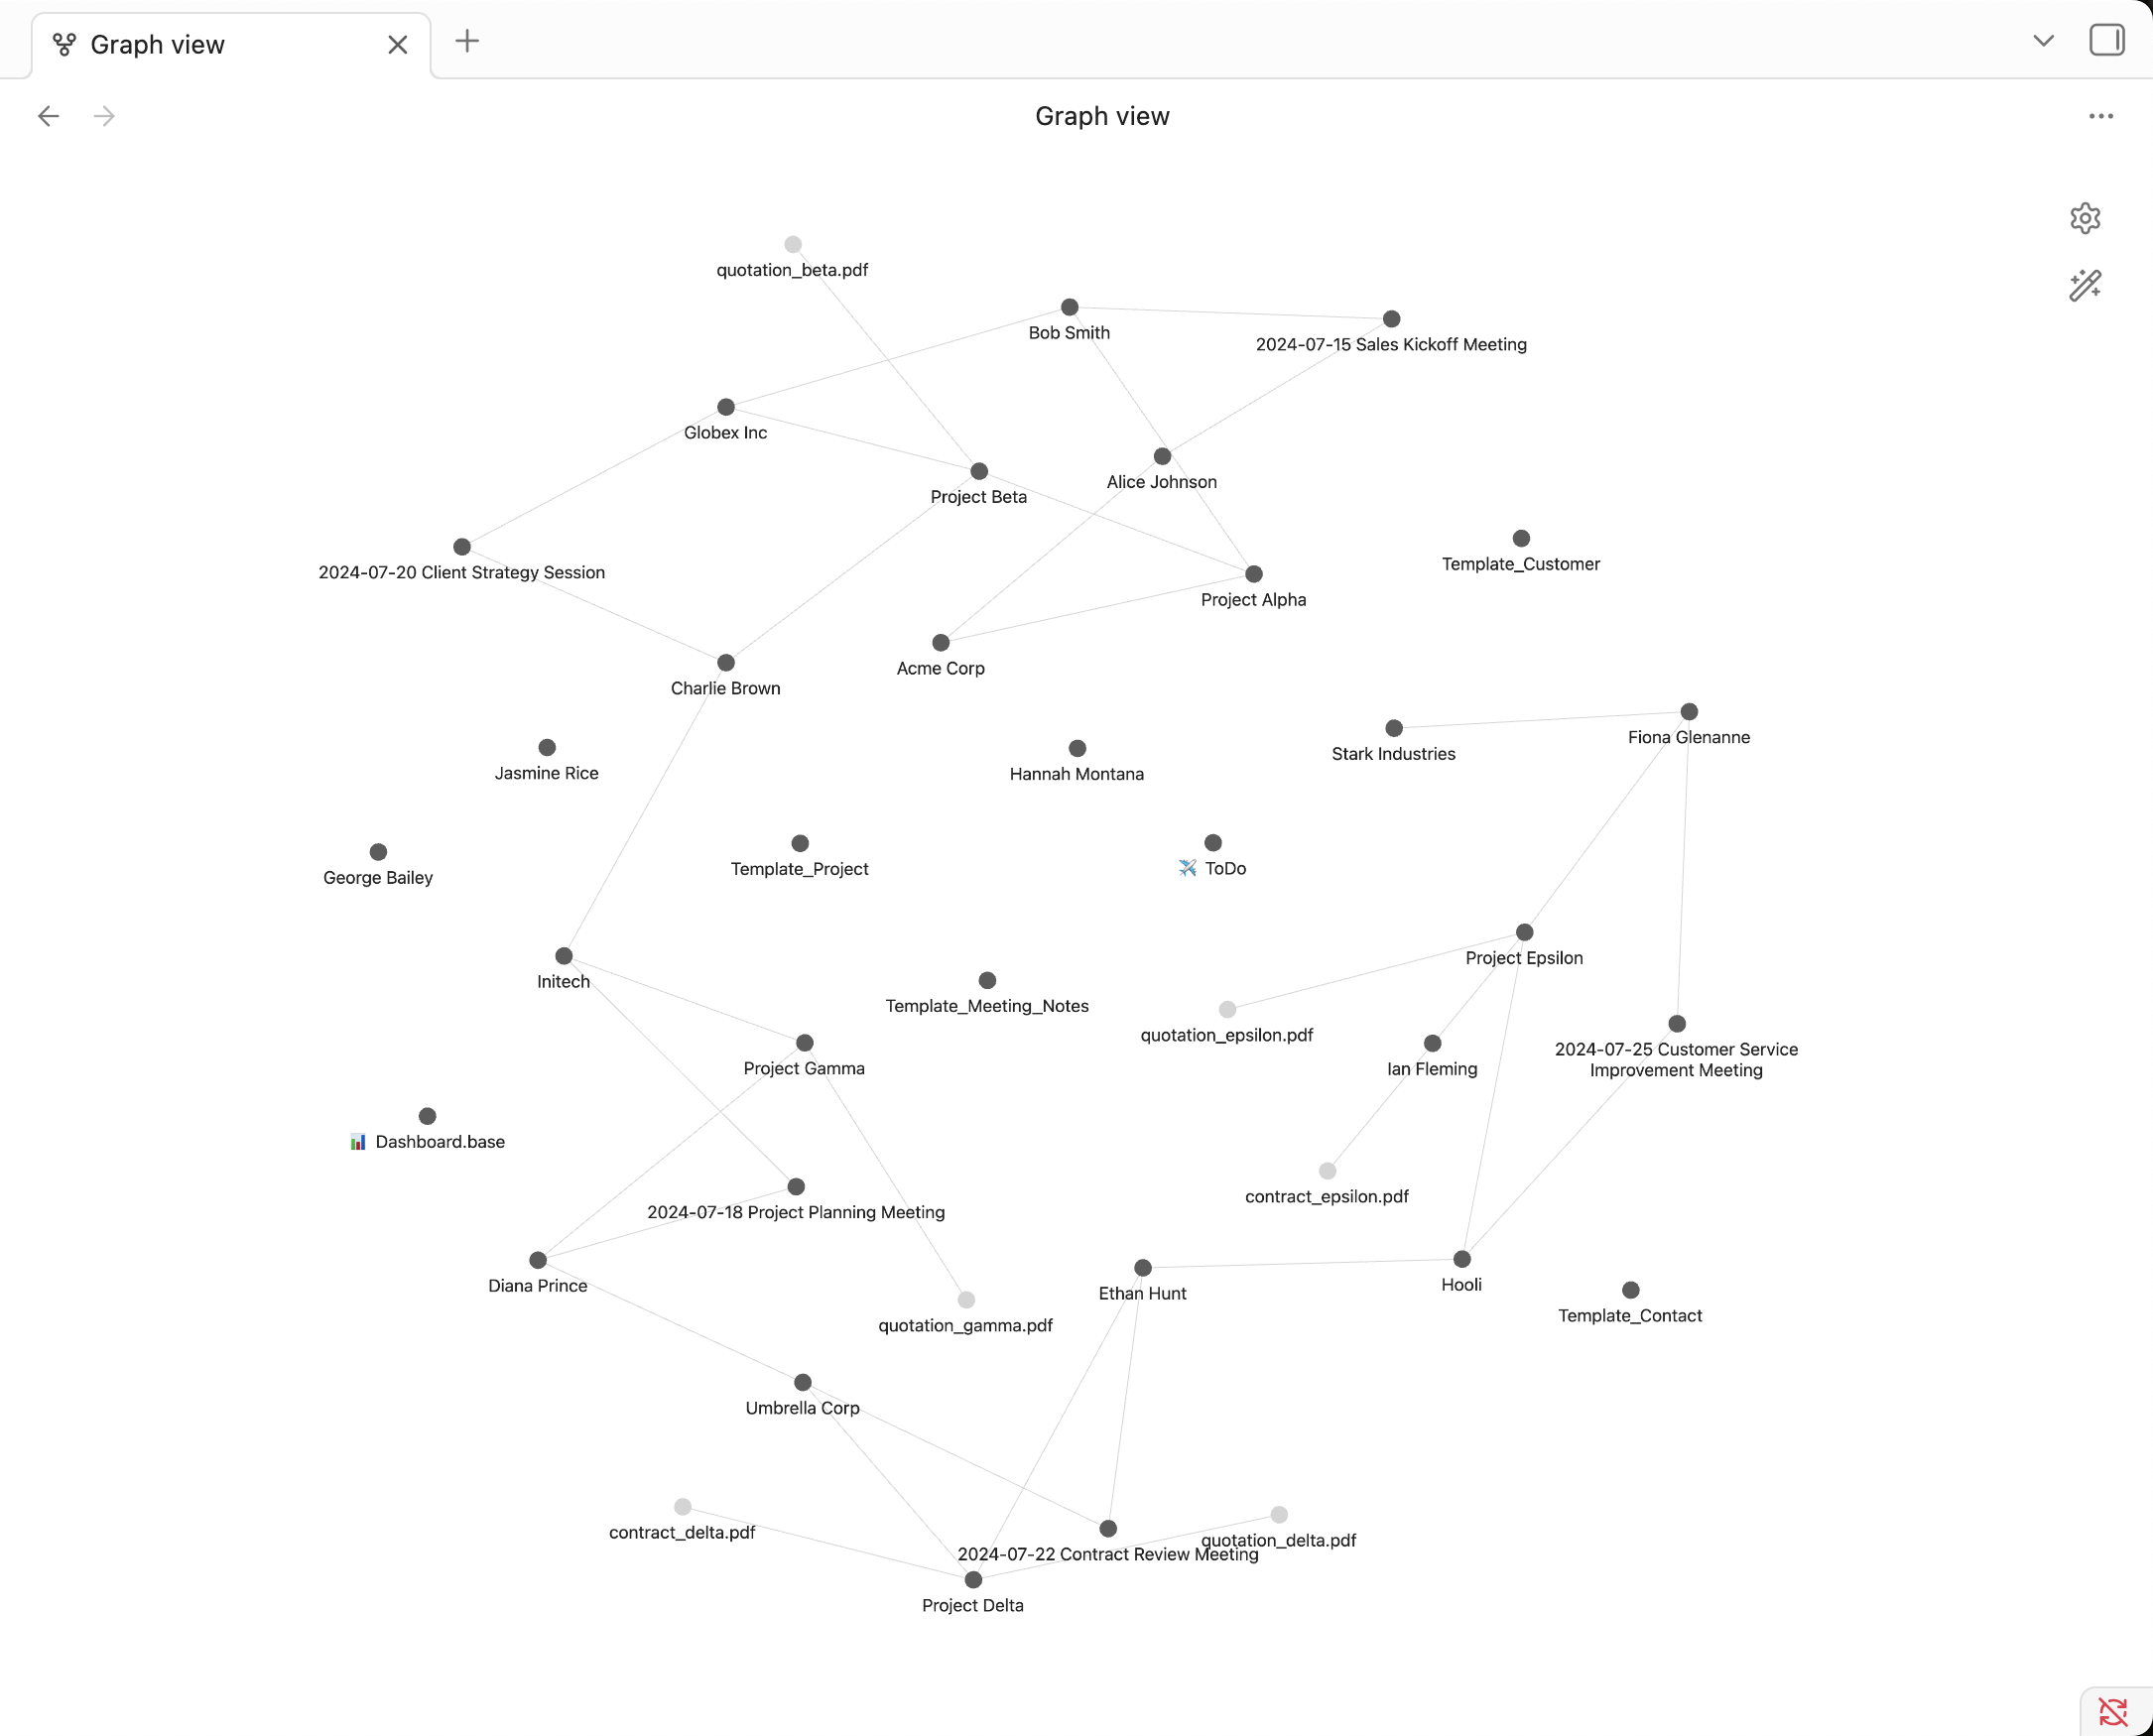 Graph view
Graph view
quotation_beta.pdf
Bob Smith
2024-07-15 Sales Kickoff Meeting
Globex Inc
Alice Johnson
Project Beta
Template_Customer
2024-07-20 Client Strategy Session
Project Alpha
Acme Corp
Charlie Brown
Fiona Glenanne
Stark Industries
Jasmine Rice
Hannah Montana
Template_Project
ToDo
George Bailey
Project Epsilon
Initech
Template_Meeting_Notes
quotation_epsilon.pdf
2024-07-25 Customer Service
Improvement Meeting
Project Gamma
Ian Fleming
Dashboard.base
contract_epsilon.pdf
2024-07-18 Project Planning Meeting
Diana Prince
Ethan Hunt
Hooli
Template_Contact
quotation_gamma.pdf
Umbrella Corp
contract_delta.pdf
quotation_delta.pdf
2024-07-22 Contract Review Meeting
Project Delta